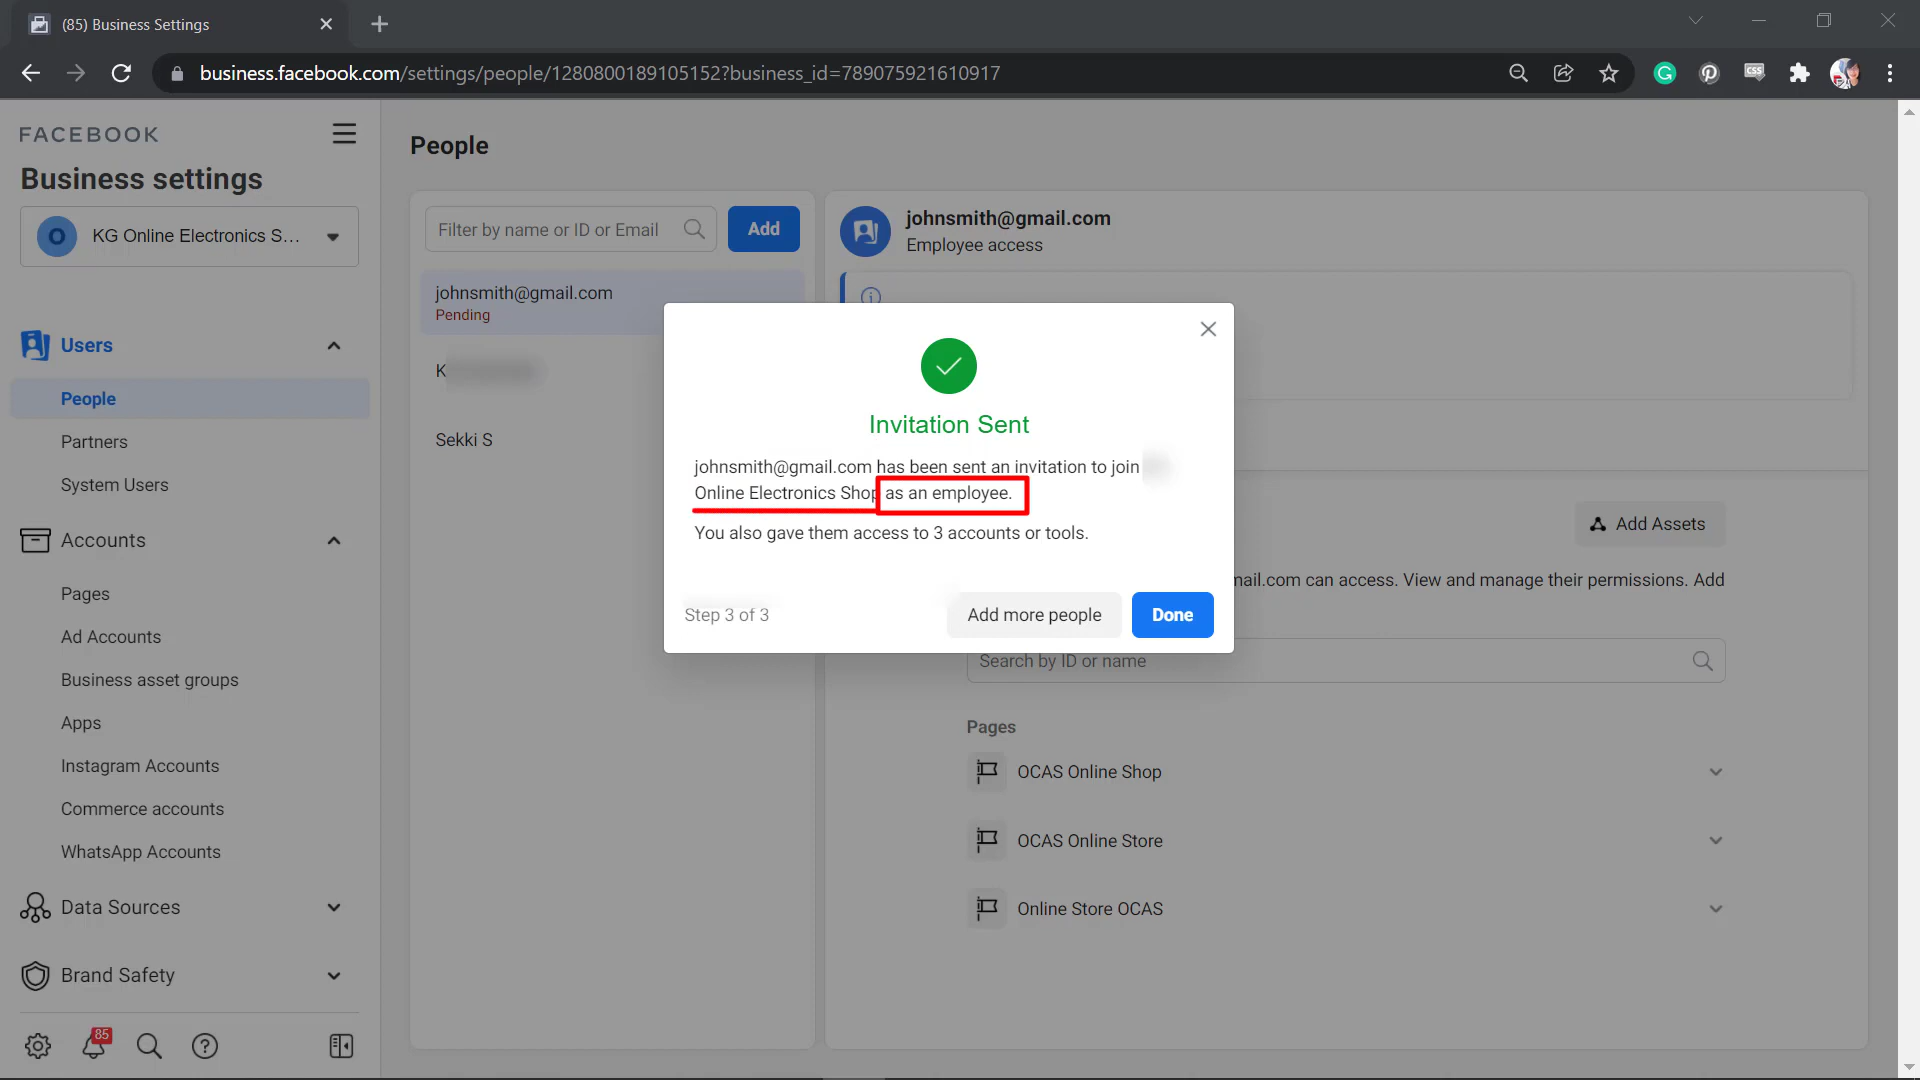 (85) Business Settings
business.facebook.com/settings/people/1280800189105152?business_id=789075921610917
FACEBOOK
Business settings
O
KG Online Electronics S...
Users
People
Partners
System Users
Accounts
Pages
Ad Accounts
Business asset groups
Apps
Instagram Accounts
Commerce accounts
WhatsApp Accounts
Data Sources
Brand Safety
85
People
Filter by name or ID or Email
Add
johnsmith@gmail.com
Pending
K
Sekki S
johnsmith@gmail.com
Employee access
Invitation Sent
johnsmith@gmail.com has been sent an invitation to join
Online Electronics Shop as an employee.
You also gave them access to 3 accounts or tools.
Step 3 of 3
Add more people
Done
Add Assets
mail.com can access. View and manage their permissions. Add
Search by ID or name
Pages
OCAS Online Shop
OCAS Online Store
Online Store OCAS